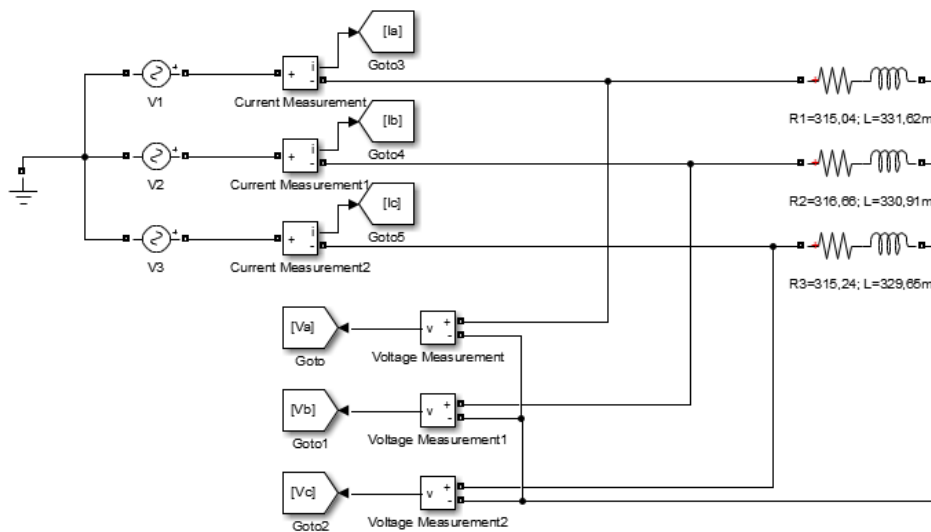 [Ia]
Goto3
i
+
-
V1
Current Measurement
R1=315,04; L=331,62m
[Ib]
Goto4
i
+
-
V2
Current Measurement1
R2=316,66; L=330,91m
[Ic]
Goto5
i
+
-
V3
Current Measurement2
R3=315,24; L=329,65m
[Va]
v
+
-
Goto
Voltage Measurement
[Vb]
v
+
-
Goto1
Voltage Measurement1
[Vc]
v
+
-
Goto2
Voltage Measurement2